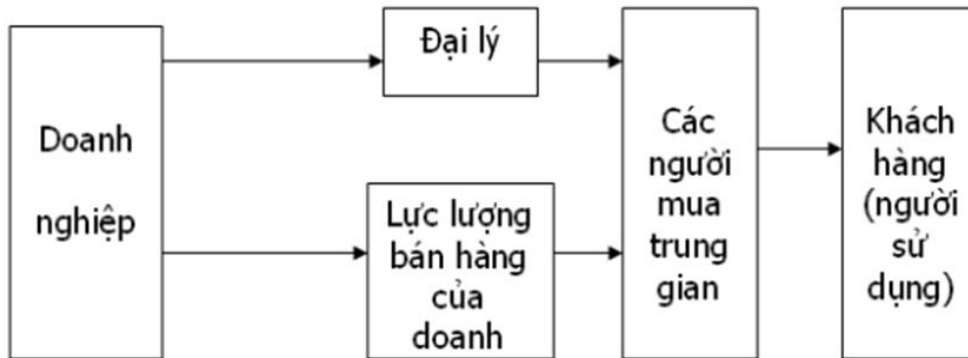 Doanh
nghiệp
Đại lý
Lực lượng
bán hàng
của
doanh
Các
người
mua
trung
gian
Khách
hàng
(người
sử
dụng)